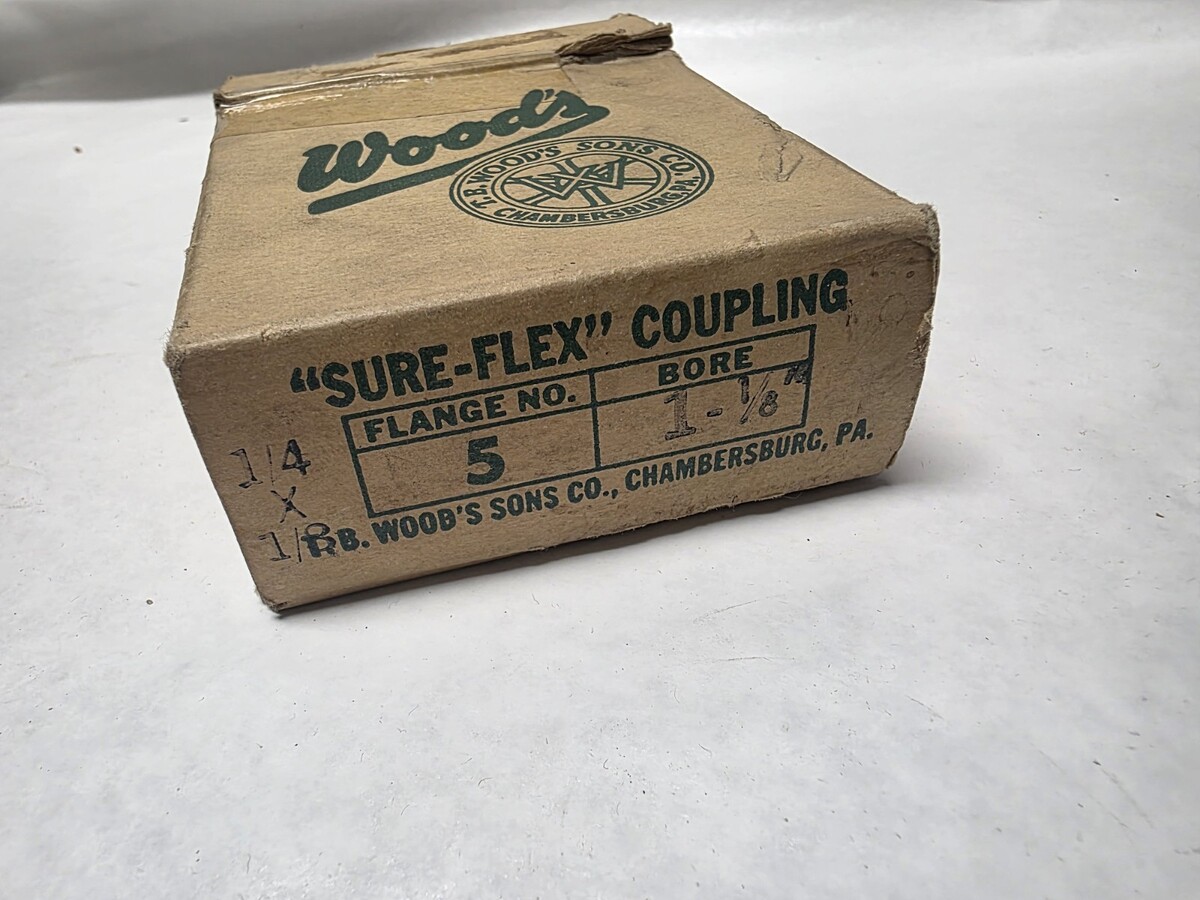 Wood's
T. B. WOOD'S SONS CO.
CHAMBERSBURG, PA.
"SURE-FLEX" COUPLING
FLANGE NO. BORE
5 1-1/8"
1/4
X
1/8
T. B. WOOD'S SONS CO., CHAMBERSBURG, PA.